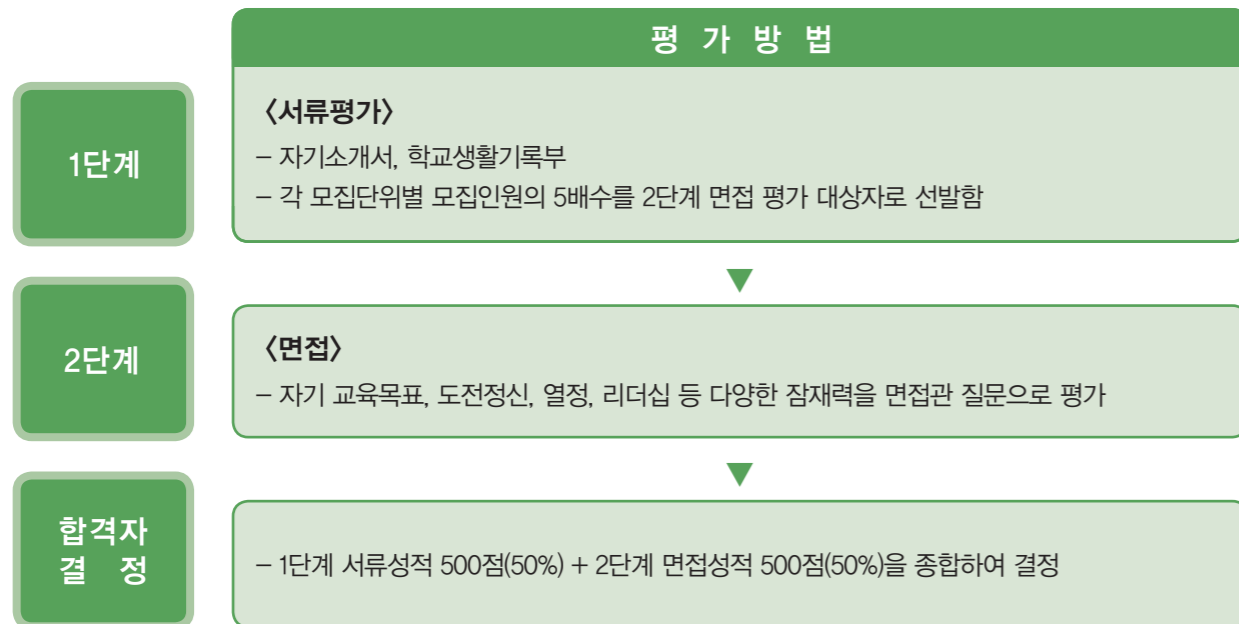 평 가 방 법
1단계
〈서류평가〉
– 자기소개서, 학교생활기록부
– 각 모집단위별 모집인원의 5배수를 2단계 면접 평가 대상자로 선발함
2단계
〈면접〉
– 자기 교육목표, 도전정신, 열정, 리더십 등 다양한 잠재력을 면접관 질문으로 평가
합격자
결 정
– 1단계 서류성적 500점(50%) + 2단계 면접성적 500점(50%)을 종합하여 결정